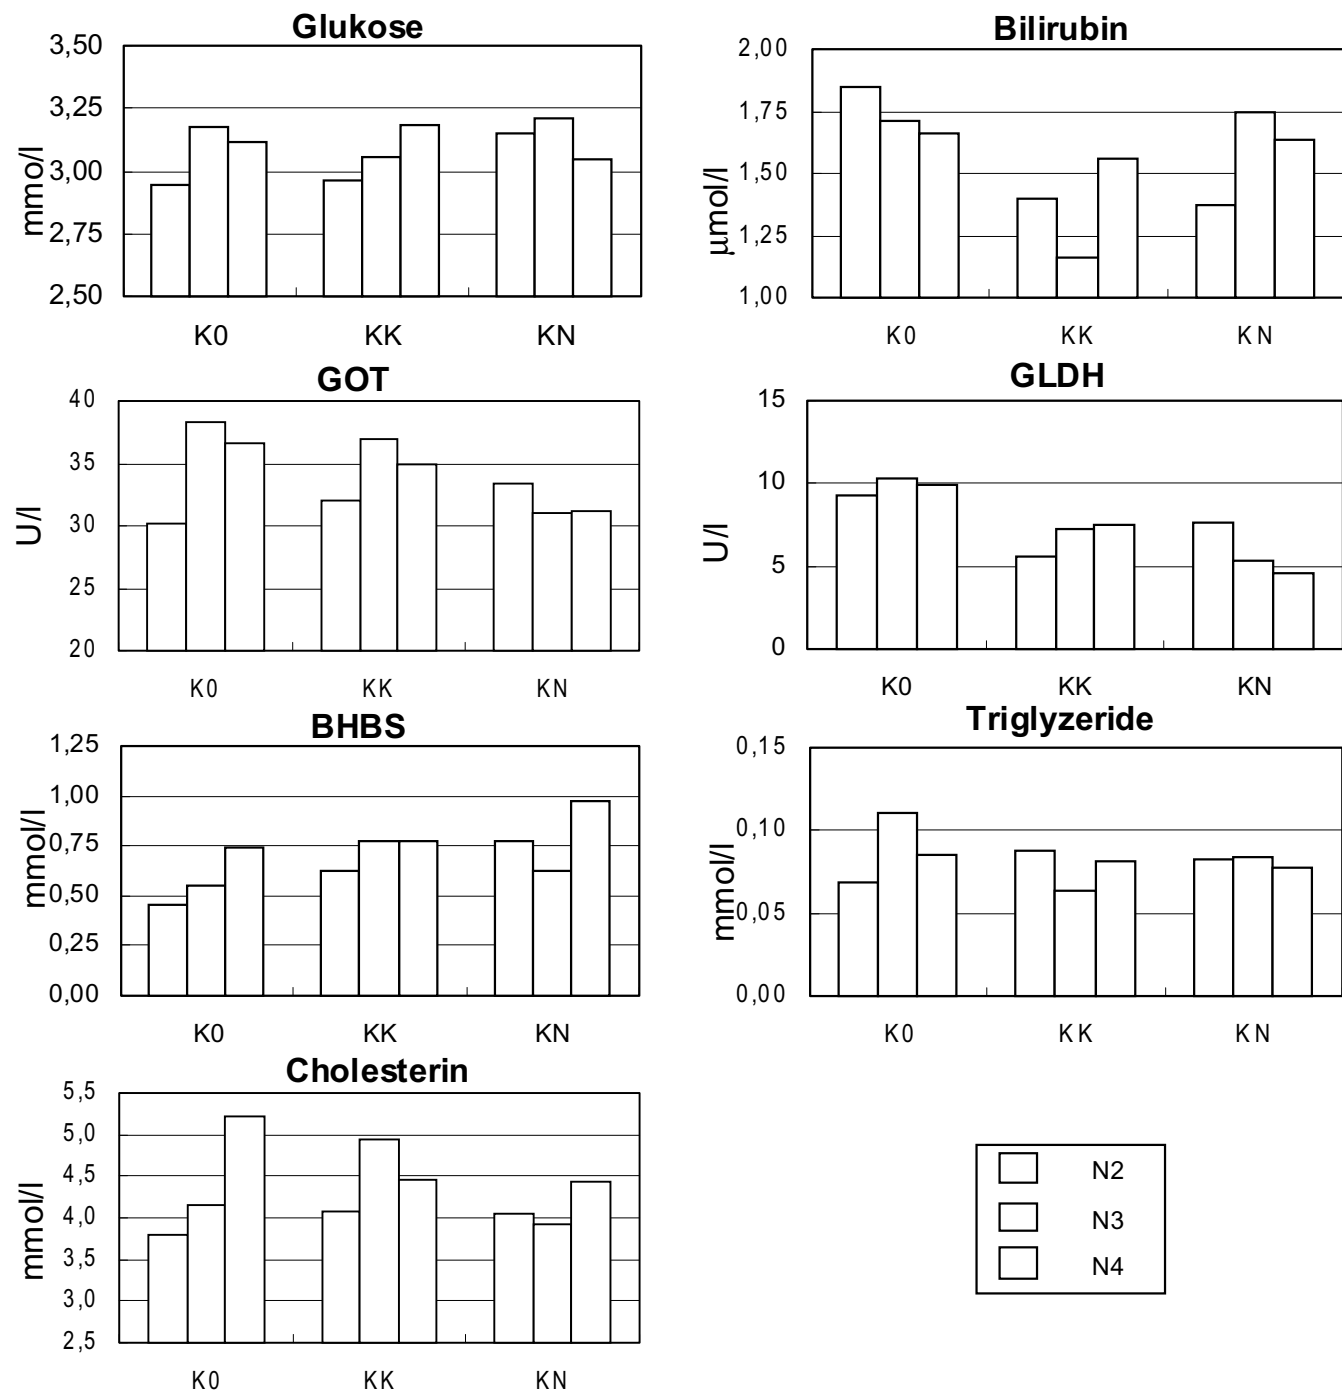 Glukose
3,50
3,25
3,00
2,75
2,50
mmo/l
K0 KK KN
Bilirubin
2,00
1,75
1,50
1,25
1,00
µmol/l
K0 KK KN
GOT
40
35
30
25
20
U/l
K0 KK KN
GLDH
15
10
5
0
U/l
K0 KK KN
BHBS
1,25
1,00
0,75
0,50
0,25
0,00
mmol/l
K0 KK KN
Triglyzeride
0,15
0,10
0,05
0,00
mmol/l
K0 KK KN
Cholesterin
5,5
5,0
4,5
4,0
3,5
3,0
2,5
mmol/l
K0 KK KN
N2
N3
N4